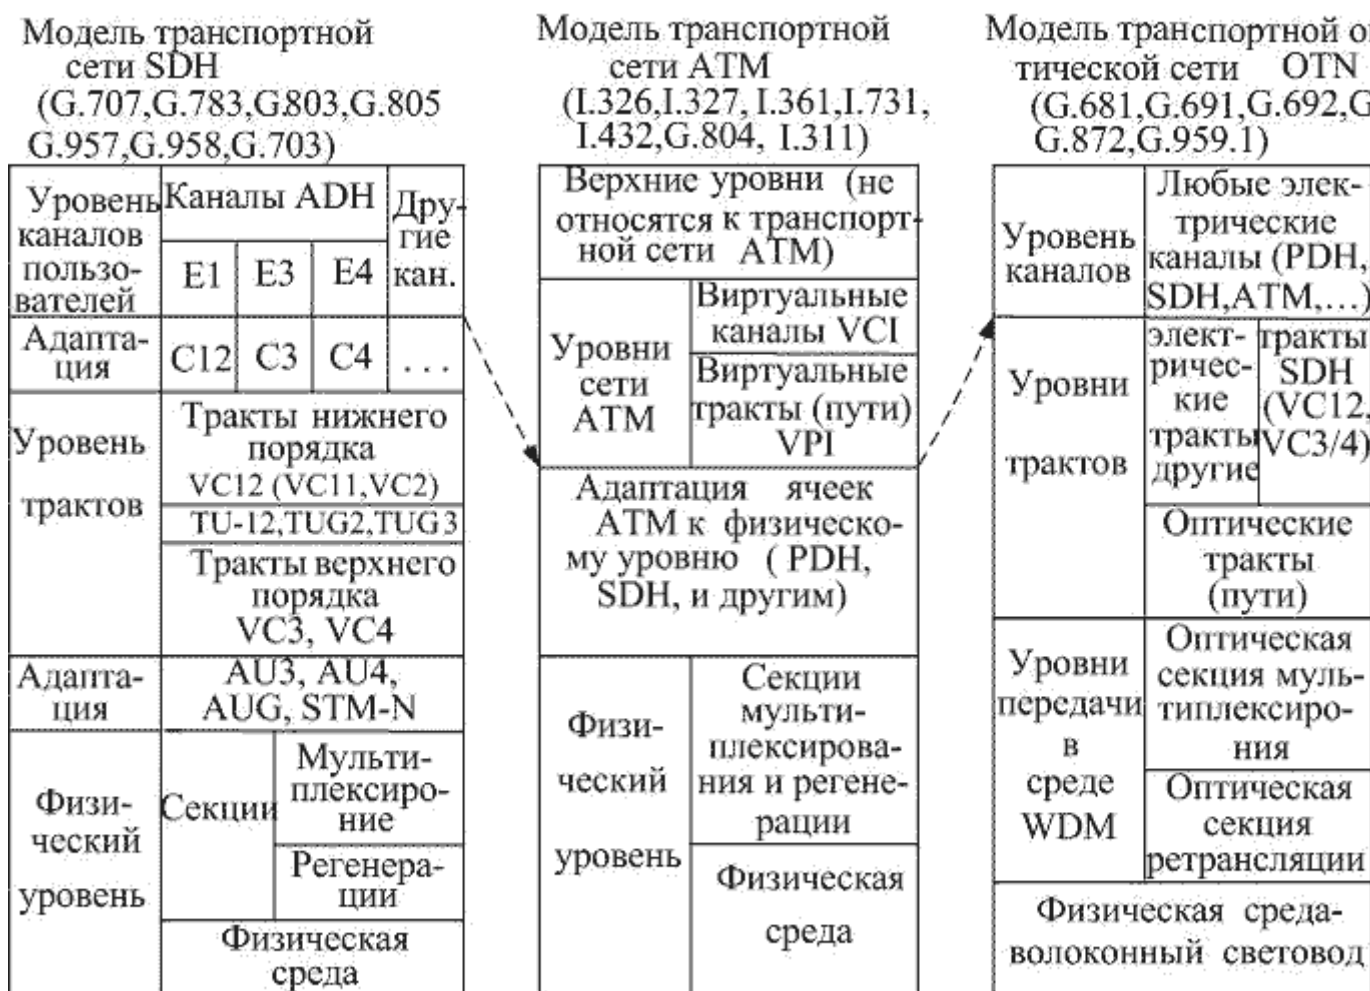 Модель транспортной
сети SDH
(G.707,G.783,G.803,G.805
G.957,G.958,G.703)
Уровень
каналов
пользо-
вателей
Каналы ADH
E1
E3
E4
Дру-
гие
кан.
Адапта-
ция
C12
C3
C4
...
Уровень
трактов
Тракты нижнего
порядка
VC12 (VC11,VC2)
TU-12,TUG2,TUG3
Тракты верхнего
порядка
VC3, VC4
Адапта-
ция
AU3, AU4,
AUG, STM-N
Физи-
ческий
уровень
Секции
Мульти-
плексиро-
ние
Регенера-
ции
Физическая
среда
Модель транспортной
сети ATM
(I.326,I.327, I.361,I.731,
I.432,G.804, I.311)
Верхние уровни (не
относятся к транспорт-
ной сети ATM)
Уровни
сети
ATM
Виртуальные
каналы VCI
Виртуальные
тракты (пути)
VPI
Адаптация ячеек
ATM к физическо-
му уровню ( PDH,
SDH, и другим)
Физи-
ческий
уровень
Секции
мульти-
плексирова-
ния и регене-
рации
Физическая
среда
Модель транспортной оп
тической сети OTN
(G.681,G.691,G.692,G
G.872,G.959.1)
Уровень
каналов
Любые элек-
трические
каналы (PDH,
SDH,ATM,...)
Уровни
трактов
элект-
ричес-
кие
тракты
другие
тракты
SDH
(VC12,
VC3/4)
Оптические
тракты
(пути)
Уровни
передачи
в
среде
WDM
Оптическая
секция муль-
типлексиро-
ния
Оптическая
секция
ретрансляции
Физическая среда-
волоконный световод